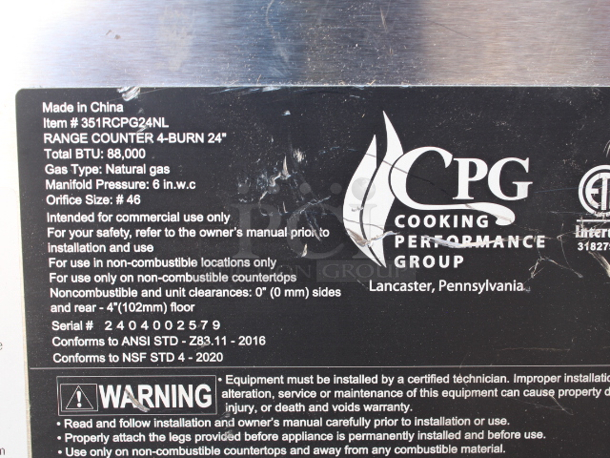 Made in China
Item # 351RCPG24NL
RANGE COUNTER 4-BURN 24"
Total BTU: 88,000
Gas Type: Natural gas
Manifold Pressure: 6 in.w.c
Orifice Size: # 46
Intended for commercial use only
For your safety, refer to the owner's manual prior to
installation and use
For use in non-combustible locations only
For use only on non-combustible countertops
Noncombustible and unit clearances: 0" (0 mm) sides
and rear - 4"(102mm) floor
Serial # 2404002579
Conforms to ANSI STD - Z83.11 - 2016
Conforms to NSF STD 4 - 2020
CPG
COOKING
PERFORMANCE
GROUP
Lancaster, Pennsylvania
WARNING
• Equipment must be installed by a certified technician. Improper
alteration, service or maintenance of this equipment can cause property
injury, or death and voids warranty.
• Read and follow installation and owner's manual carefully prior to installation or use.
• Properly attach the legs provided before appliance is permanently installed and before use.
• Use only on non-combustible countertops and away from any combustible material.